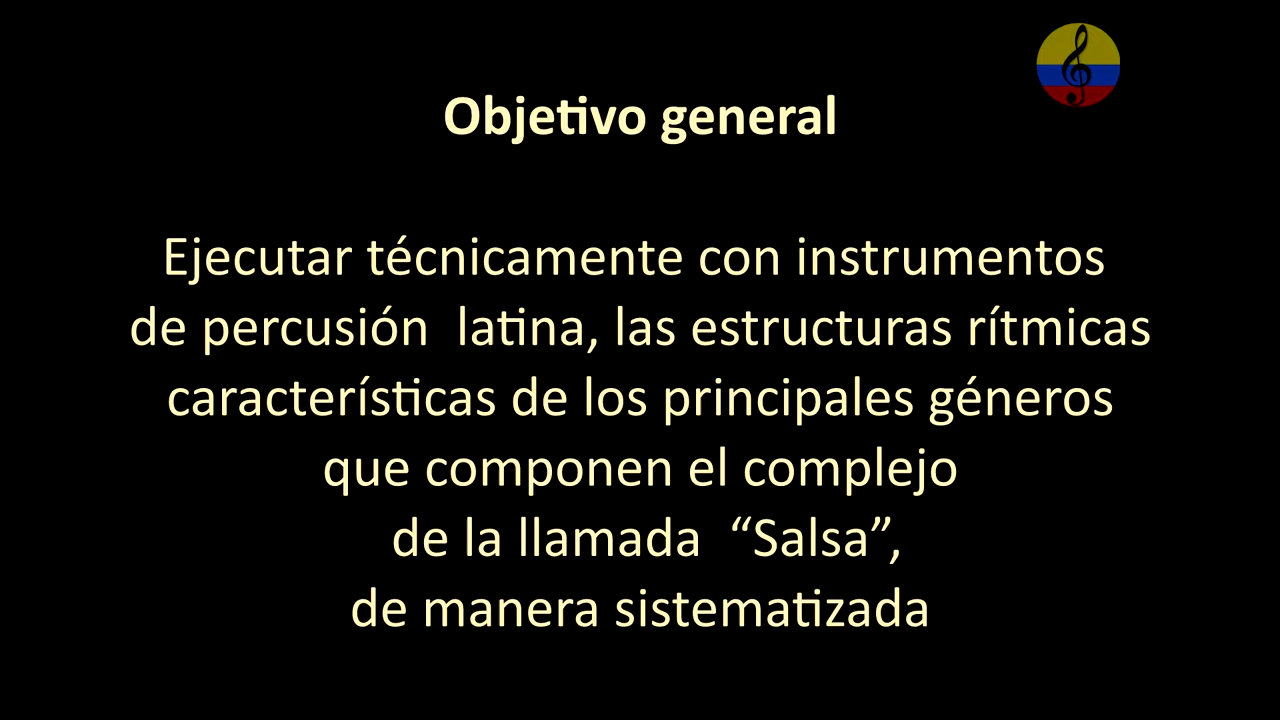 Objetivo general
Ejecutar técnicamente con instrumentos
de percusión  latina, las estructuras rítmicas
características de los principales géneros
que componen el complejo
de la llamada  “Salsa”,
de manera sistematizada